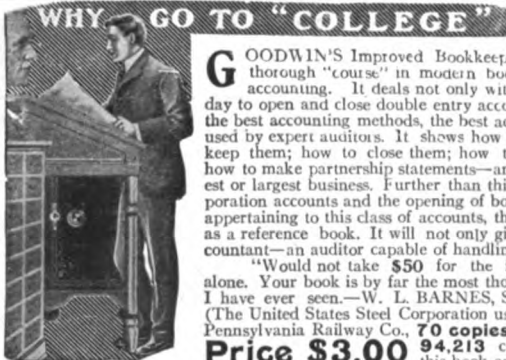 WHY GO TO "COLLEGE"
GOODWIN'S Improved Bookkeep
thorough "course" in modern boo
accounting. It deals not only wit
day to open and close double entry acco
the best accounting methods, the best ad
used by expert auditors. It shows how
keep them; how to close them; how t
how to make partnership statements—an
est or largest business. Further than thi
poration accounts and the opening of bo
appertaining to this class of accounts, th
as a reference book. It will not only gi
countant—an auditor capable of handlin
"Would not take $50 for the
alone. Your book is by far the most tho
I have ever seen.—W. L. BARNES, S
(The United States Steel Corporation us
Pennsylvania Railway Co., 70 copies
Price $3.00 94,213 c